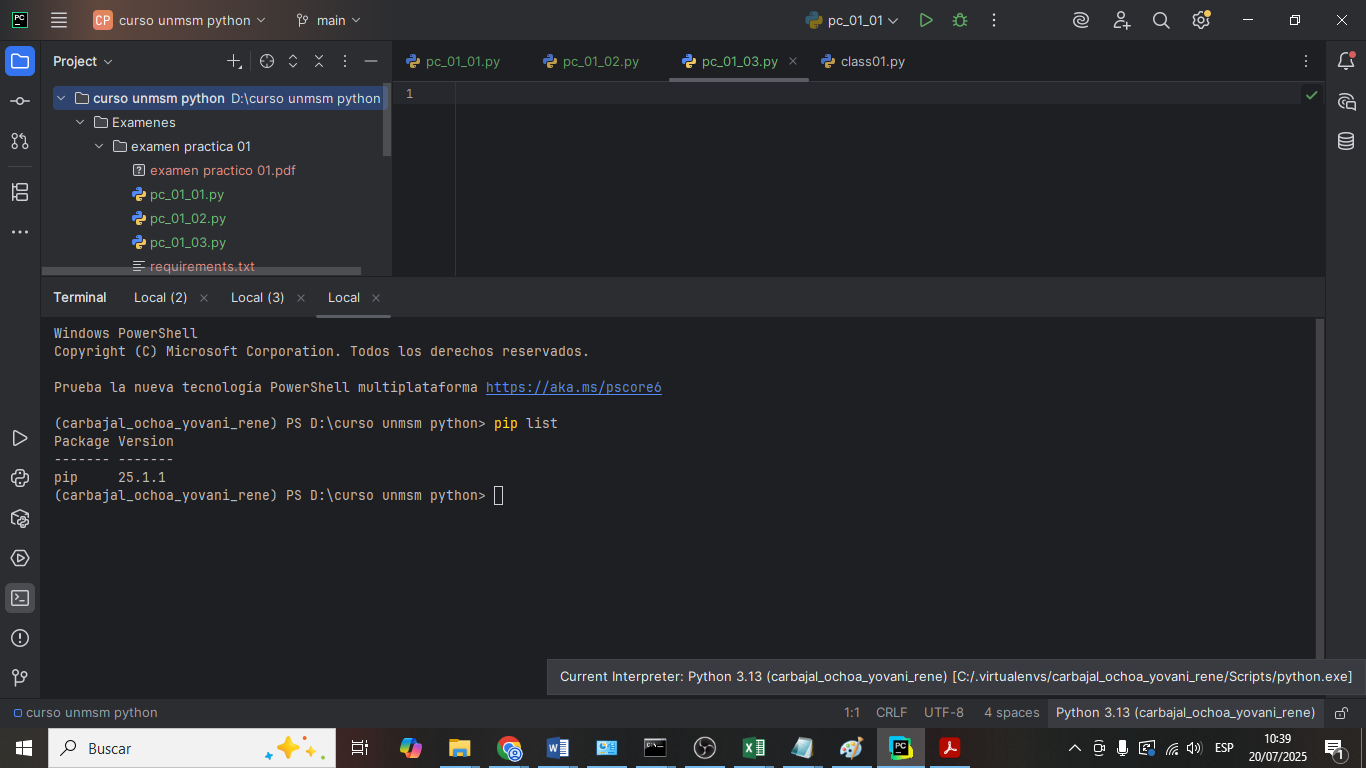 PC
CP curso unmsm python
main
pc_01_01
Project
pc_01_01.py
pc_01_02.py
pc_01_03.py
class01.py
curso unmsm python D:\curso unmsm python
Examenes
examen practica 01
examen practico 01.pdf
pc_01_01.py
pc_01_02.py
pc_01_03.py
requirements.txt
1
Terminal Local (2) Local (3) Local
Windows PowerShell
Copyright (C) Microsoft Corporation. Todos los derechos reservados.
Prueba la nueva tecnología PowerShell multiplataforma https://aka.ms/pscore6
(carbajal_ochoa_yovani_rene) PS D:\curso unmsm python> pip list
Package Version
------- -------
pip 25.1.1
(carbajal_ochoa_yovani_rene) PS D:\curso unmsm python>
Current Interpreter: Python 3.13 (carbajal_ochoa_yovani_rene) [C:/.virtualenvs/carbajal_ochoa_yovani_rene/Scripts/python.exe]
curso unmsm python
1:1 CRLF UTF-8 4 spaces Python 3.13 (carbajal_ochoa_yovani_rene)
Buscar
PC
ESP
10:39
20/07/2025
1